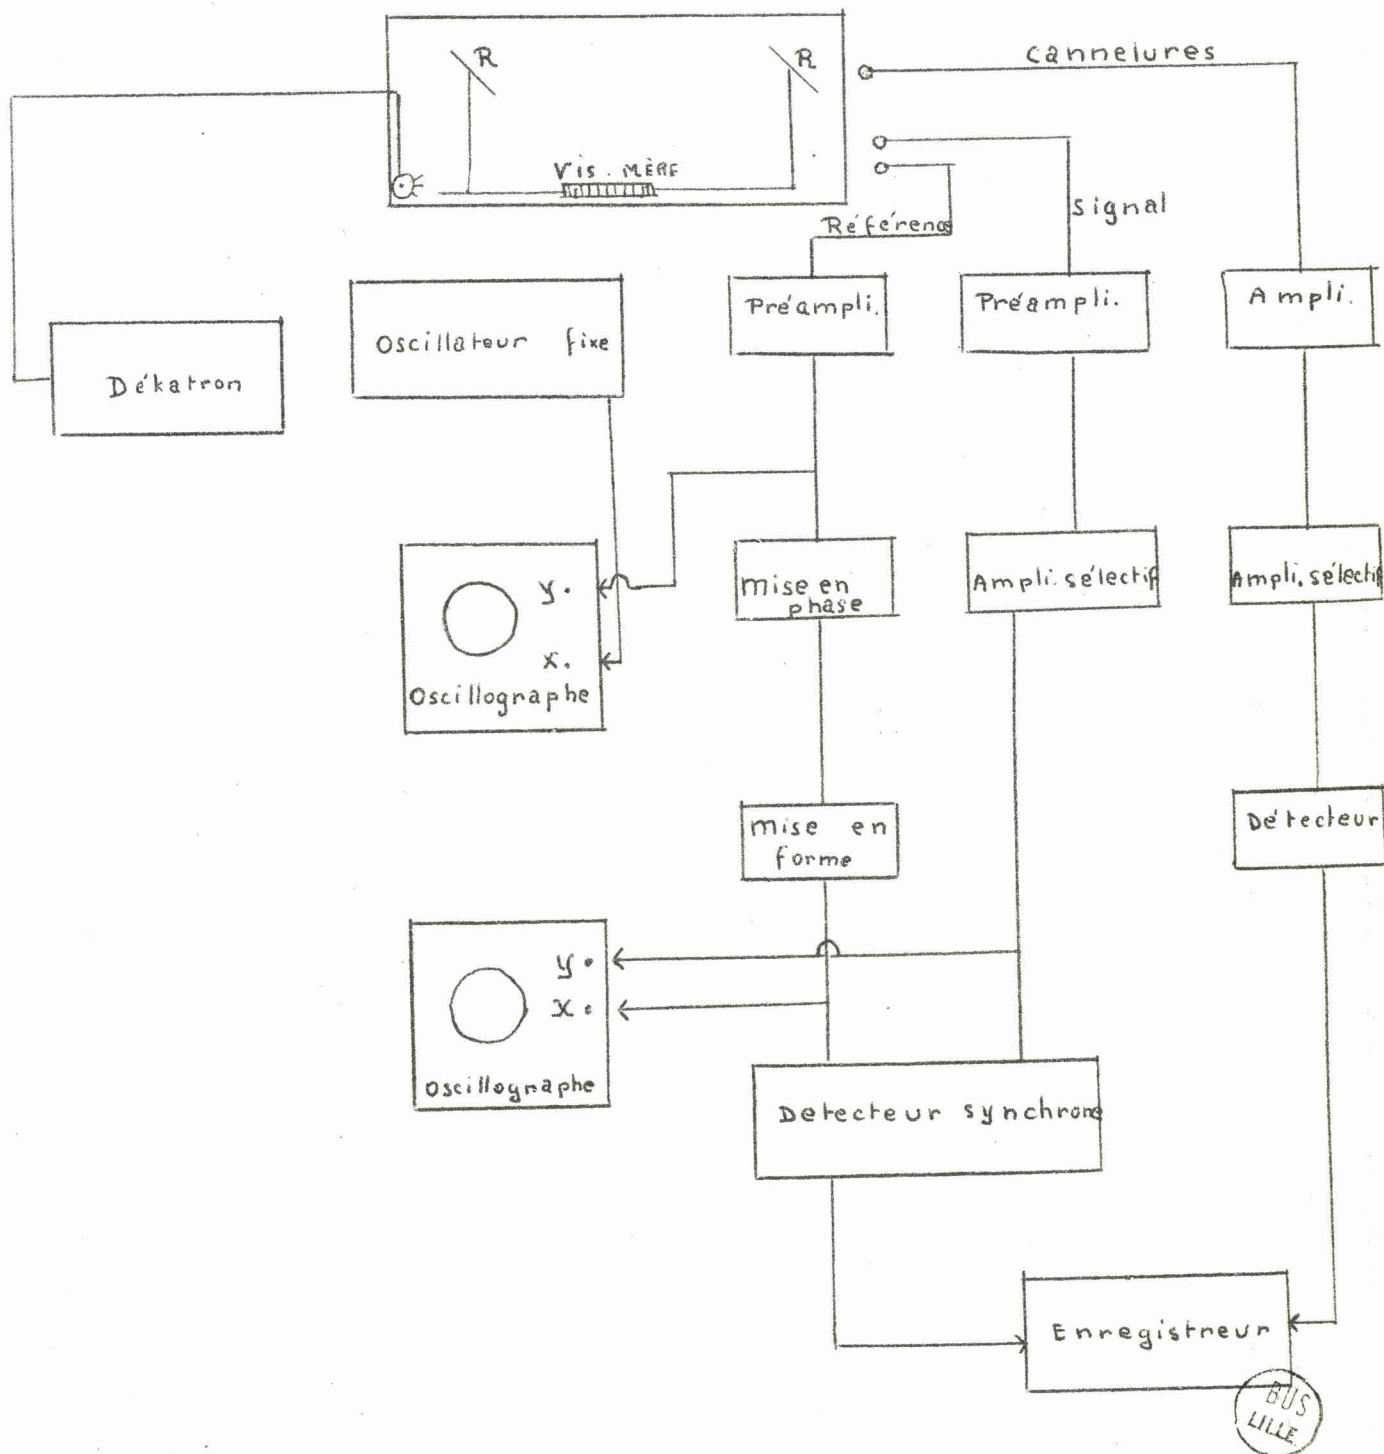 R
R
Cannelures
Vis. MÈRE
Signal
Référence
Oscillateur fixe
Préampli.
Préampli.
Ampli.
Dékatron
Mise en
phase
Ampli. sélectif
Ampli. sélectif
y.
x.
Oscillographe
Mise en
forme
Détecteur
y.
x.
Oscillographe
Détecteur synchrone
Enregistreur
BUS
LILLE